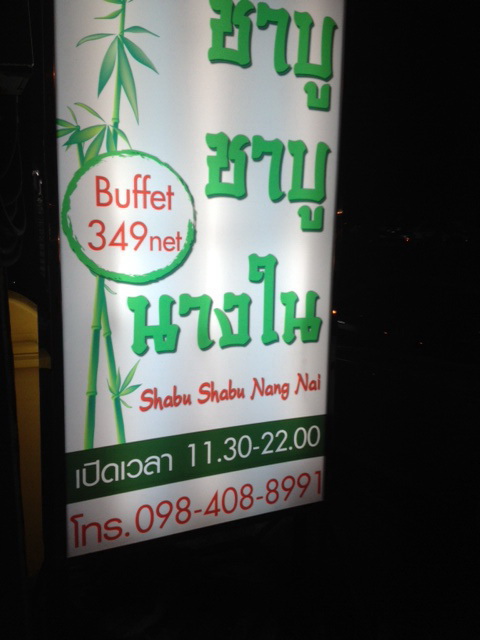 ชาบู
ชาบู
Buffet
349net
นางใน
Shabu Shabu Nang Nai
เปิดเวลา 11.30-22.00
โทร. 098-408-8991